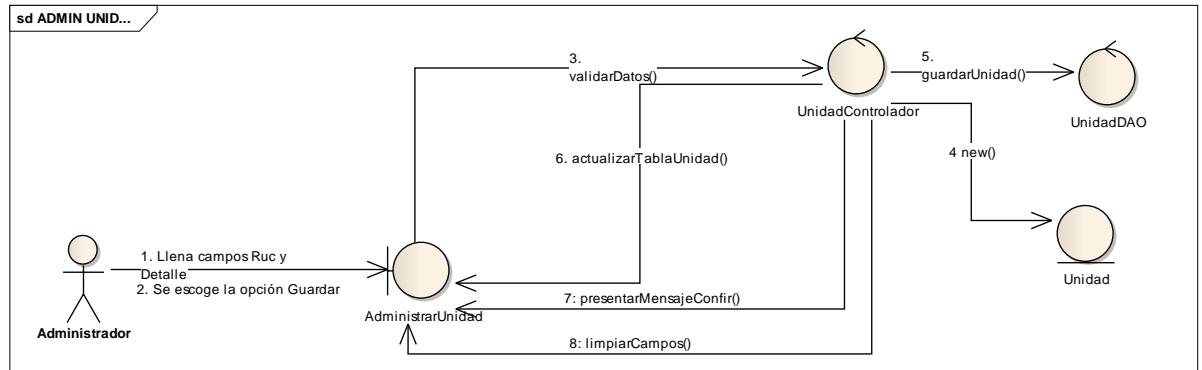 sd ADMIN UNID...
3.
validarDatos()
5.
guardarUnidad()
UnidadControlador
UnidadDAO
6. actualizarTablaUnidad()
4 new()
1. Llena campos Ruc y
Detalle
2. Se escoge la opción Guardar
Unidad
7: presentarMensajeConfir()
AdministrarUnidad
Administrador
8: limpiarCampos()